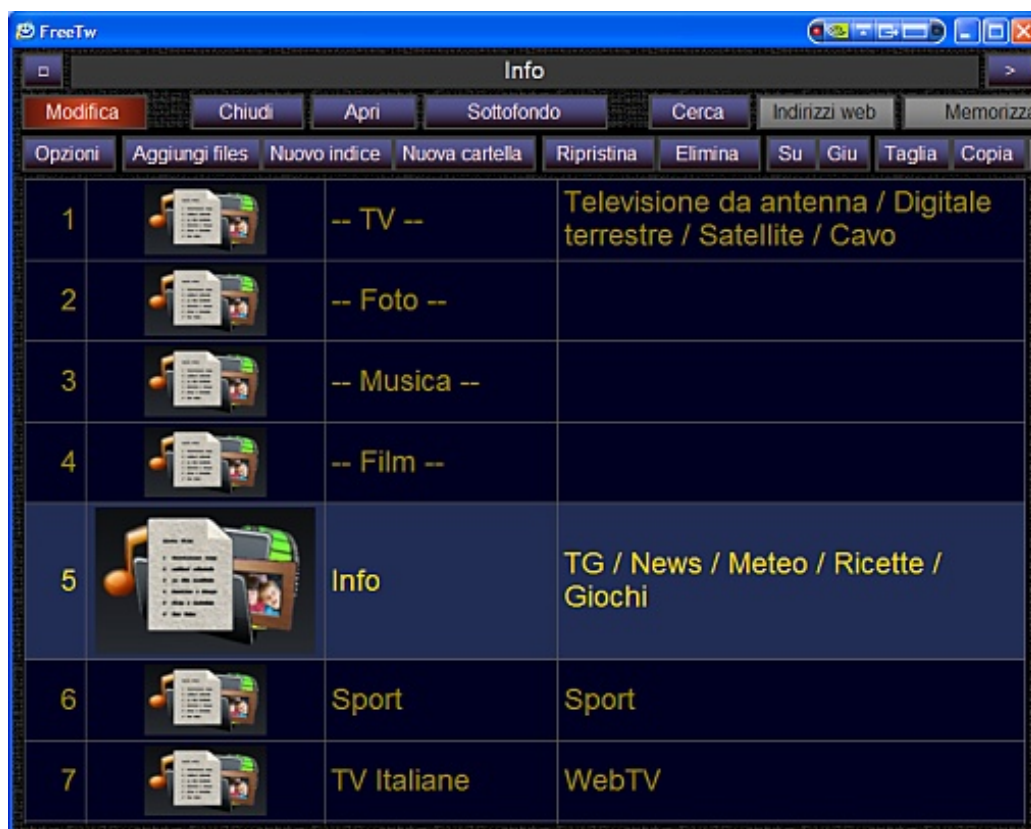 FreeTw
Info
>
Modifica Chiudi Apri Sottofondo Cerca Indirizzi web Memorizza
Opzioni Aggiungi files Nuovo indice Nuova cartella Ripristina Elimina Su Giu Taglia Copia
1 -- TV -- Televisione da antenna / Digitale
terrestre / Satellite / Cavo
2 -- Foto --
3 -- Musica --
4 -- Film --
5 Info TG / News / Meteo / Ricette /
Giochi
6 Sport Sport
7 TV Italiane WebTV